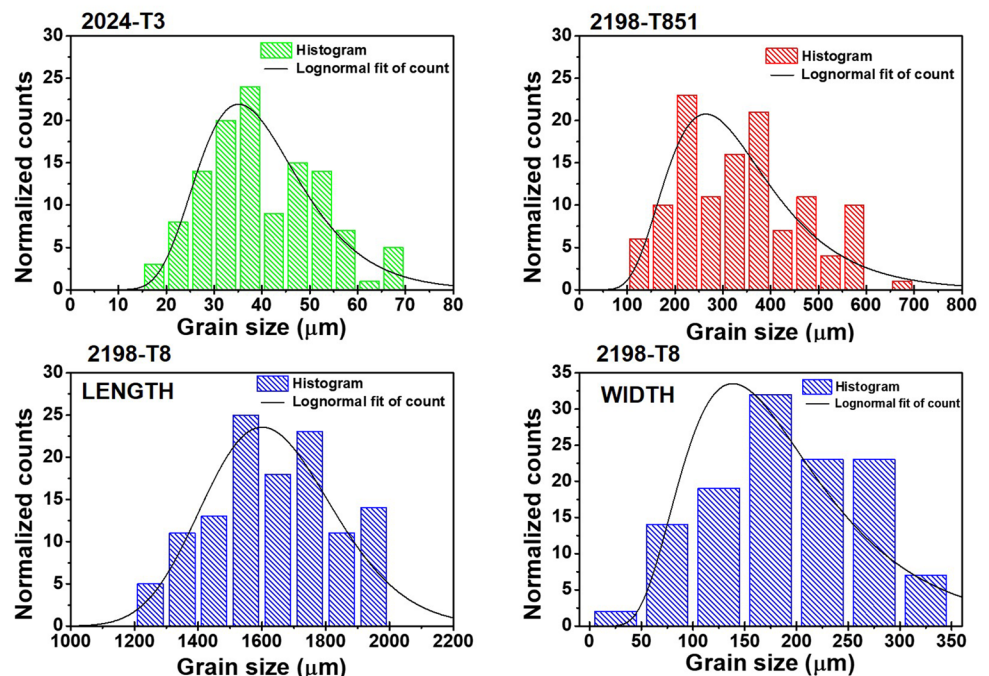 2024-T3
30
25
20
15
10
5
0
Normalized counts
Histogram
Lognormal fit of count
0 10 20 30 40 50 60 70 80
Grain size (μm)
2198-T851
30
25
20
15
10
5
0
Normalized counts
Histogram
Lognormal fit of count
0 100 200 300 400 500 600 700 800
Grain size (μm)
2198-T8
LENGTH
30
25
20
15
10
5
0
Normalized counts
Histogram
Lognormal fit of count
1000 1200 1400 1600 1800 2000 2200
Grain size (μm)
2198-T8
WIDTH
35
30
25
20
15
10
5
0
Normalized counts
Histogram
Lognormal fit of count
0 50 100 150 200 250 300 350
Grain size (μm)